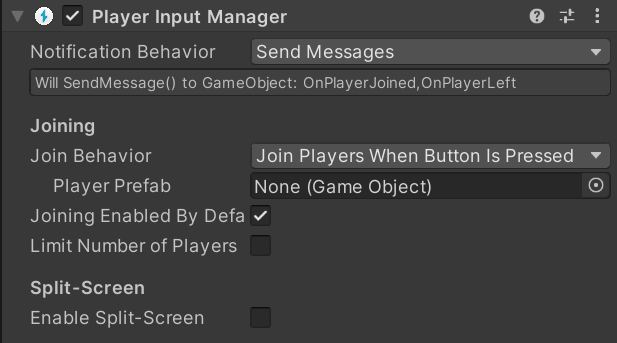 Player Input Manager
Notification Behavior Send Messages
Will SendMessage() to GameObject: OnPlayerJoined,OnPlayerLeft
Joining
Join Behavior Join Players When Button Is Pressed
Player Prefab None (Game Object)
Joining Enabled By Defa
Limit Number of Players
Split-Screen
Enable Split-Screen